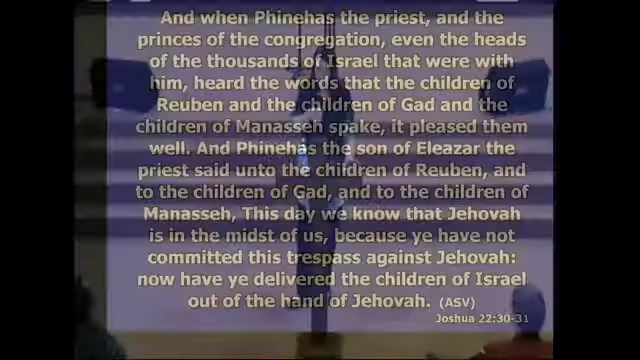 And when Phinehas the priest, and the
princes of the congregation, even the heads
of the thousands of Israel that were with
him, heard the words that the children of
Reuben and the children of Gad and the
children of Manasseh spake, it pleased them
well. And Phinehas the son of Eleazar the
priest said unto the children of Reuben, and
to the children of Gad, and to the children of
Manasseh, This day we know that Jehovah
is in the midst of us, because ye have not
committed this trespass against Jehovah:
now have ye delivered the children of Israel
out of the hand of Jehovah. (ASV)
Joshua 22:30-31